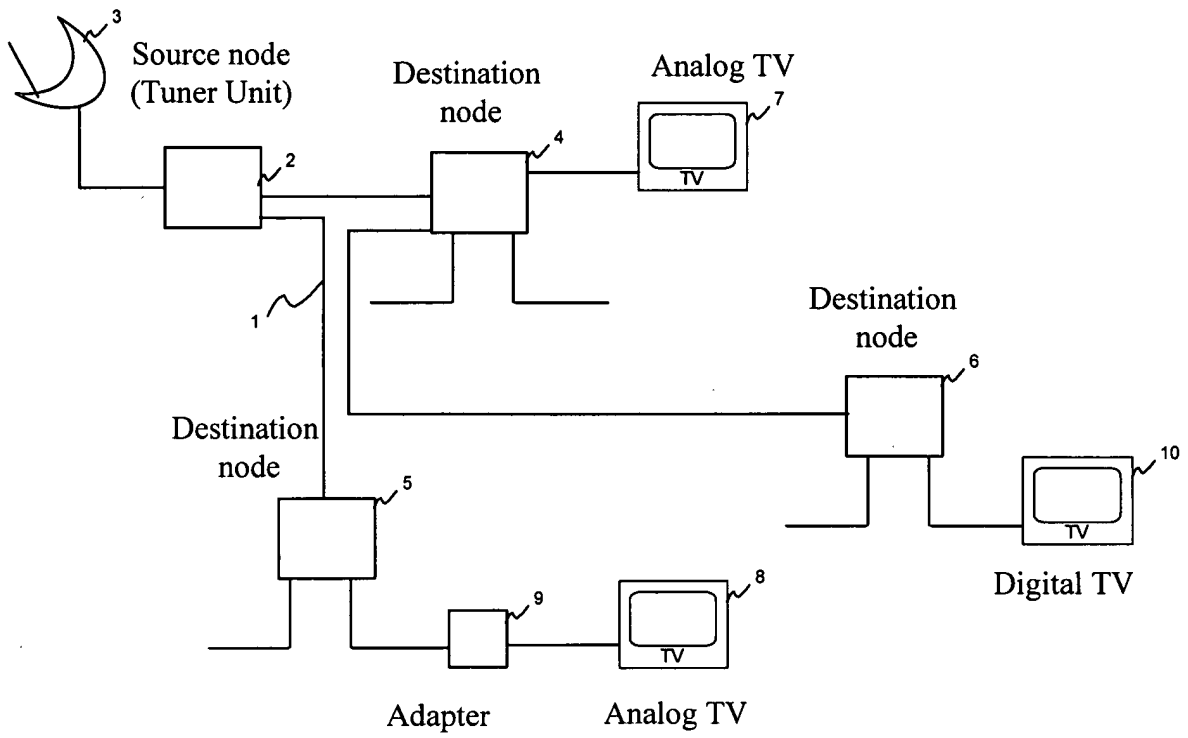 3
Source node
(Tuner Unit)
2
Destination
node
4
Analog TV
7
TV
1
Destination
node
6
Destination
node
5
10
TV
Digital TV
9
8
TV
Adapter
Analog TV